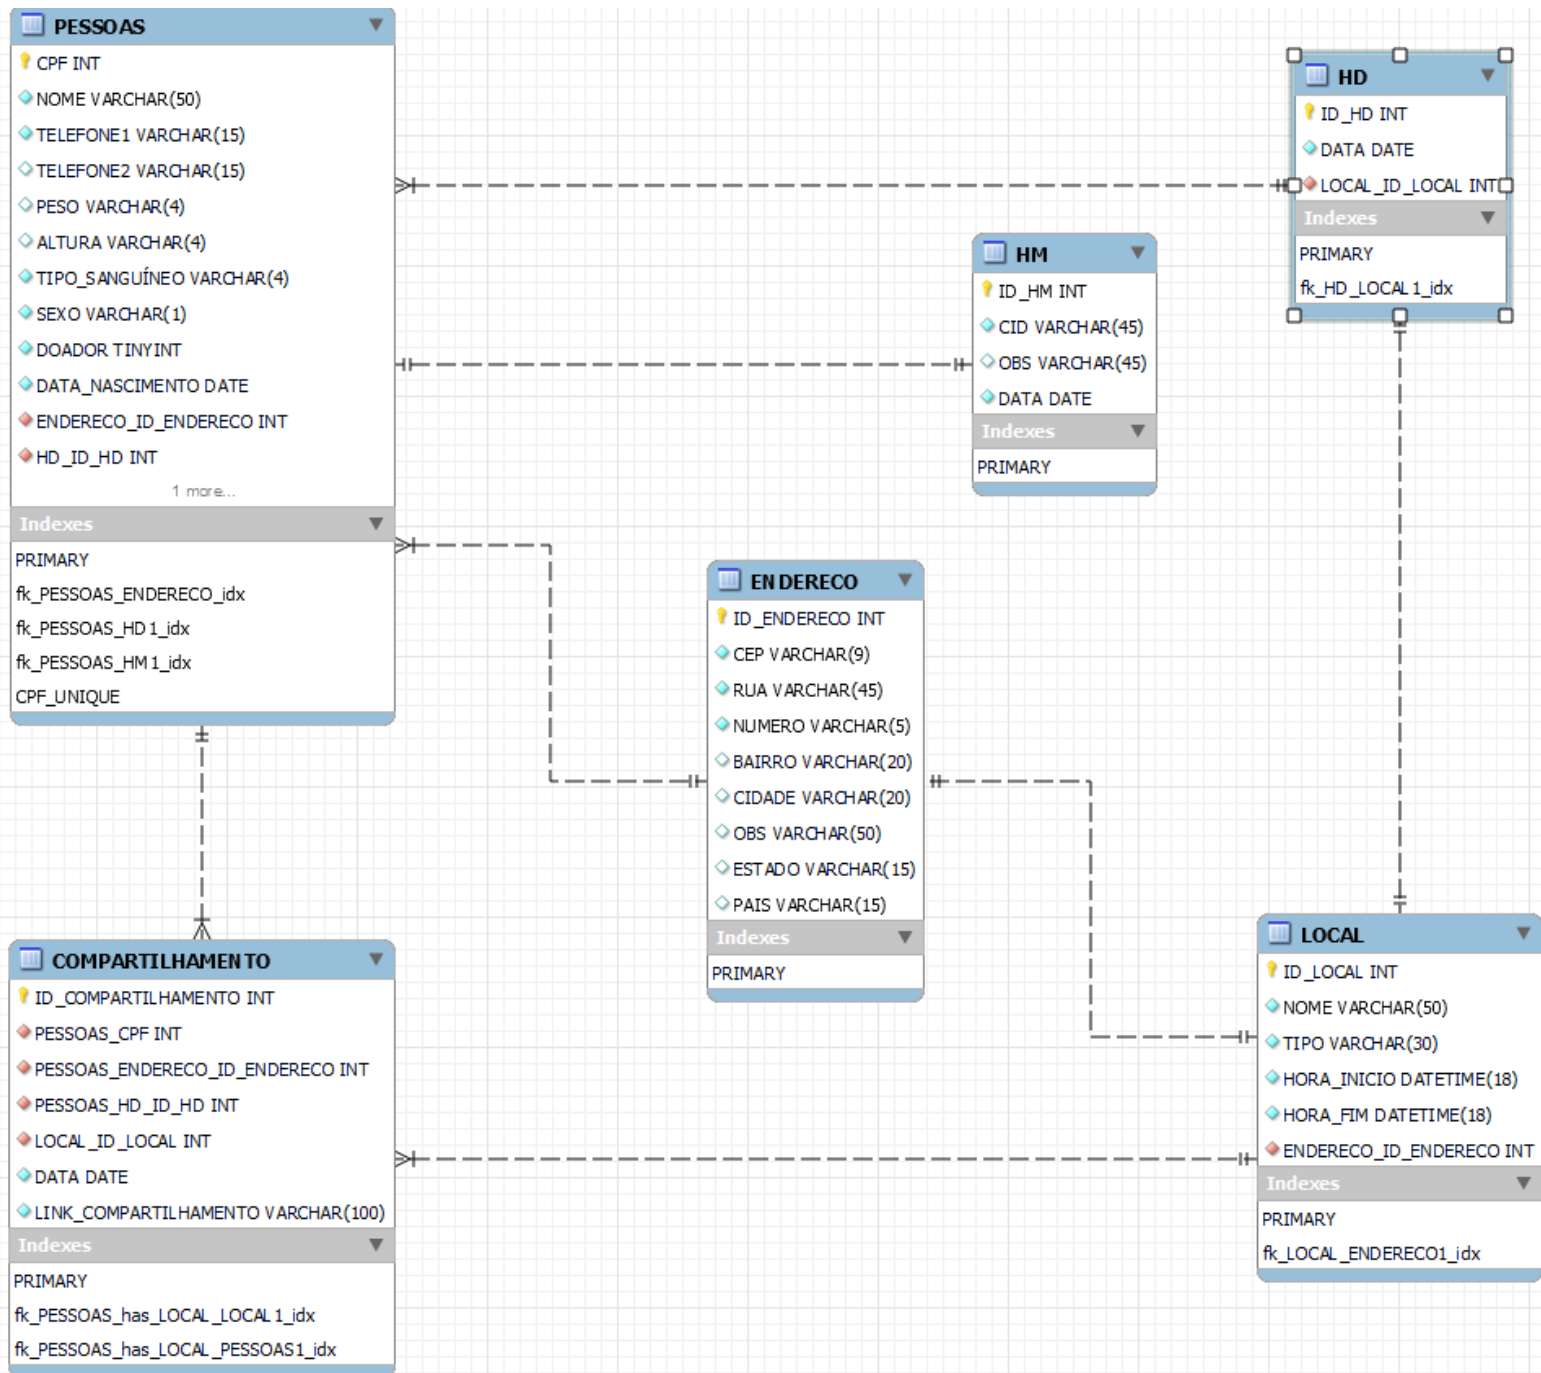 PESSOAS
CPF INT
NOME VARCHAR(50)
TELEFONE1 VARCHAR(15)
TELEFONE2 VARCHAR(15)
PESO VARCHAR(4)
ALTURA VARCHAR(4)
TIPO_SANGUÍNEO VARCHAR(4)
SEXO VARCHAR(1)
DOADOR TINYINT
DATA_NASCIMENTO DATE
ENDERECO_ID_ENDERECO INT
HD_ID_HD INT
1 more...
Indexes
PRIMARY
fk_PESSOAS_ENDERECO_idx
fk_PESSOAS_HD1_idx
fk_PESSOAS_HM1_idx
CPF_UNIQUE
HD
ID_HD INT
DATA DATE
LOCAL_ID_LOCAL INT
Indexes
PRIMARY
fk_HD_LOCAL1_idx
HM
ID_HM INT
CID VARCHAR(45)
OBS VARCHAR(45)
DATA DATE
Indexes
PRIMARY
ENDERECO
ID_ENDERECO INT
CEP VARCHAR(9)
RUA VARCHAR(45)
NUMERO VARCHAR(5)
BAIRRO VARCHAR(20)
CIDADE VARCHAR(20)
OBS VARCHAR(50)
ESTADO VARCHAR(15)
PAIS VARCHAR(15)
Indexes
PRIMARY
COMPARTILHAMENTO
ID_COMPARTILHAMENTO INT
PESSOAS_CPF INT
PESSOAS_ENDERECO_ID_ENDERECO INT
PESSOAS_HD_ID_HD INT
LOCAL_ID_LOCAL INT
DATA DATE
LINK_COMPARTILHAMENTO VARCHAR(100)
Indexes
PRIMARY
fk_PESSOAS_has_LOCAL_LOCAL1_idx
fk_PESSOAS_has_LOCAL_PESSOAS1_idx
LOCAL
ID_LOCAL INT
NOME VARCHAR(50)
TIPO VARCHAR(30)
HORA_INICIO DATETIME(18)
HORA_FIM DATETIME(18)
ENDERECO_ID_ENDERECO INT
Indexes
PRIMARY
fk_LOCAL_ENDERECO1_idx